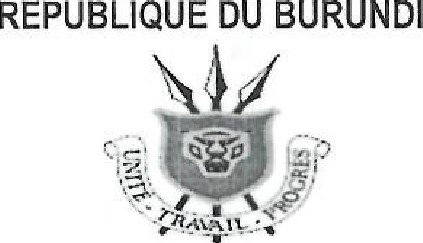 REPUBLIQUE DU BURUNDI
UNITE - TRAVAIL - PROGRES